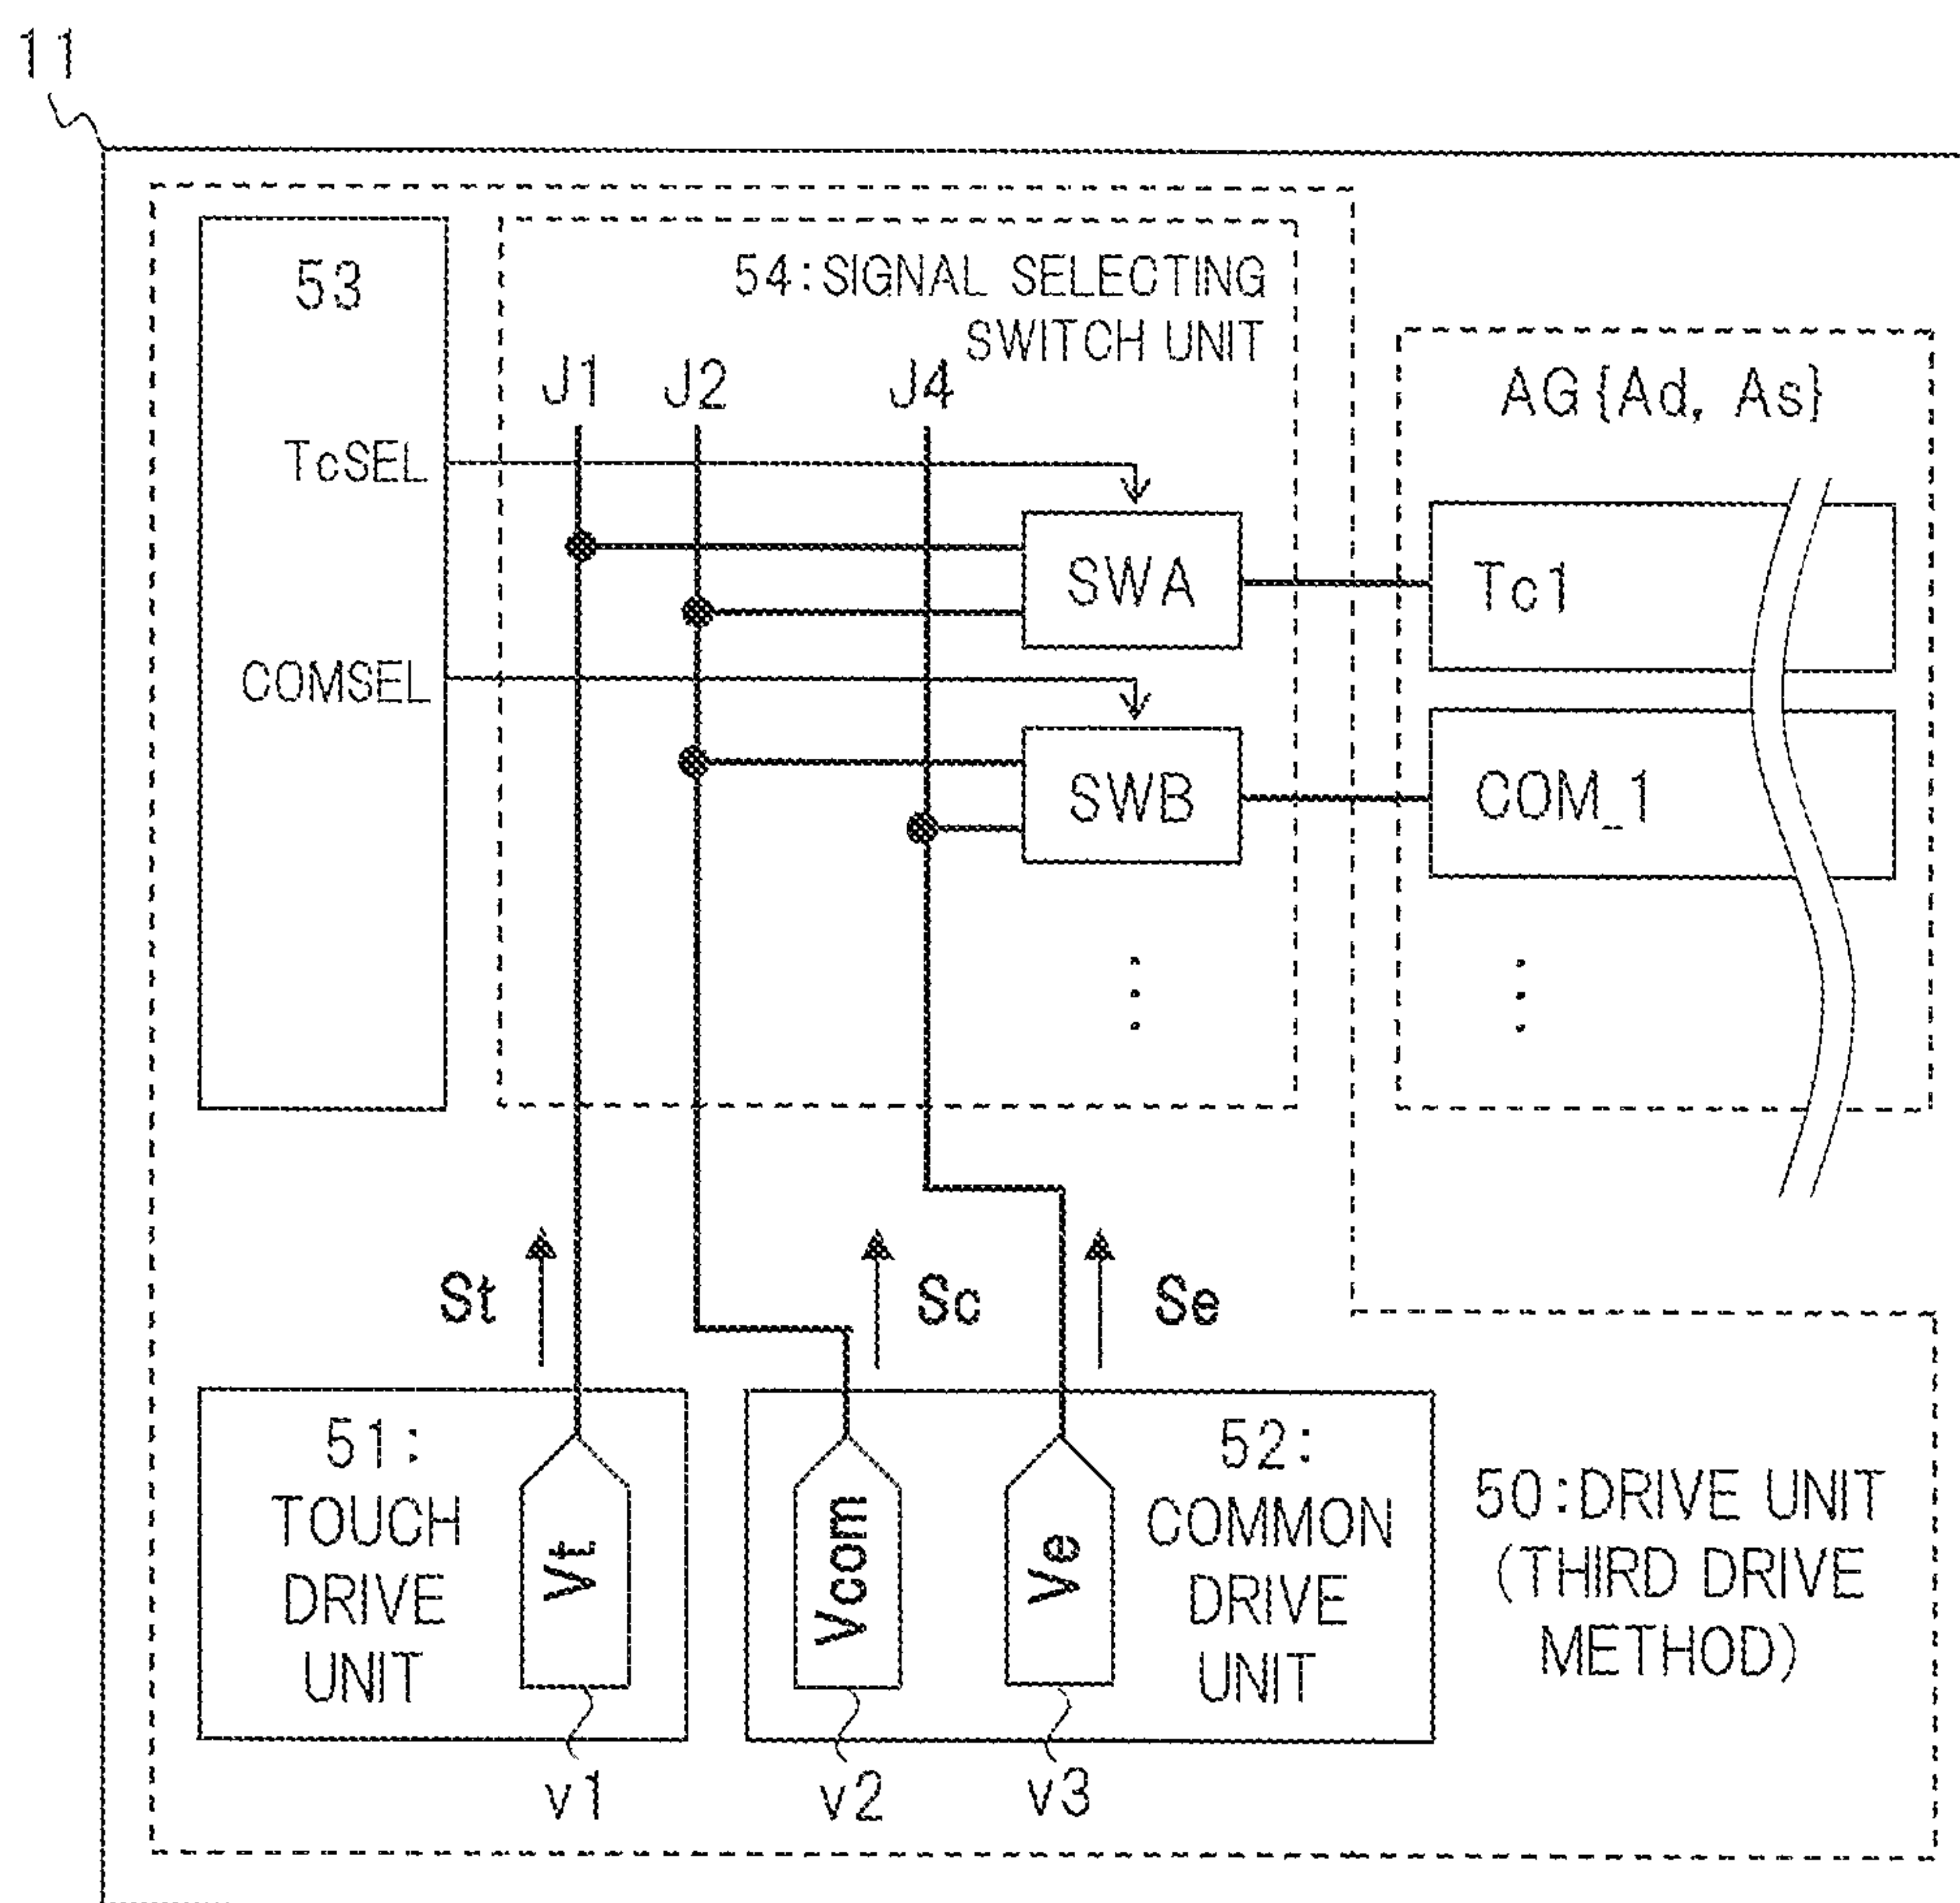 11
53
54:SIGNAL SELECTING
SWITCH UNIT
J1 J2 J4
AG{Ad, As}
TcSEL
SWA
Tc1
COMSEL
SWB
COM_1
St
Sc
Se
51:
TOUCH
DRIVE
UNIT
Vt
Vcom
Ve
52:
COMMON
DRIVE
UNIT
50:DRIVE UNIT
(THIRD DRIVE
METHOD)
v1
v2
v3